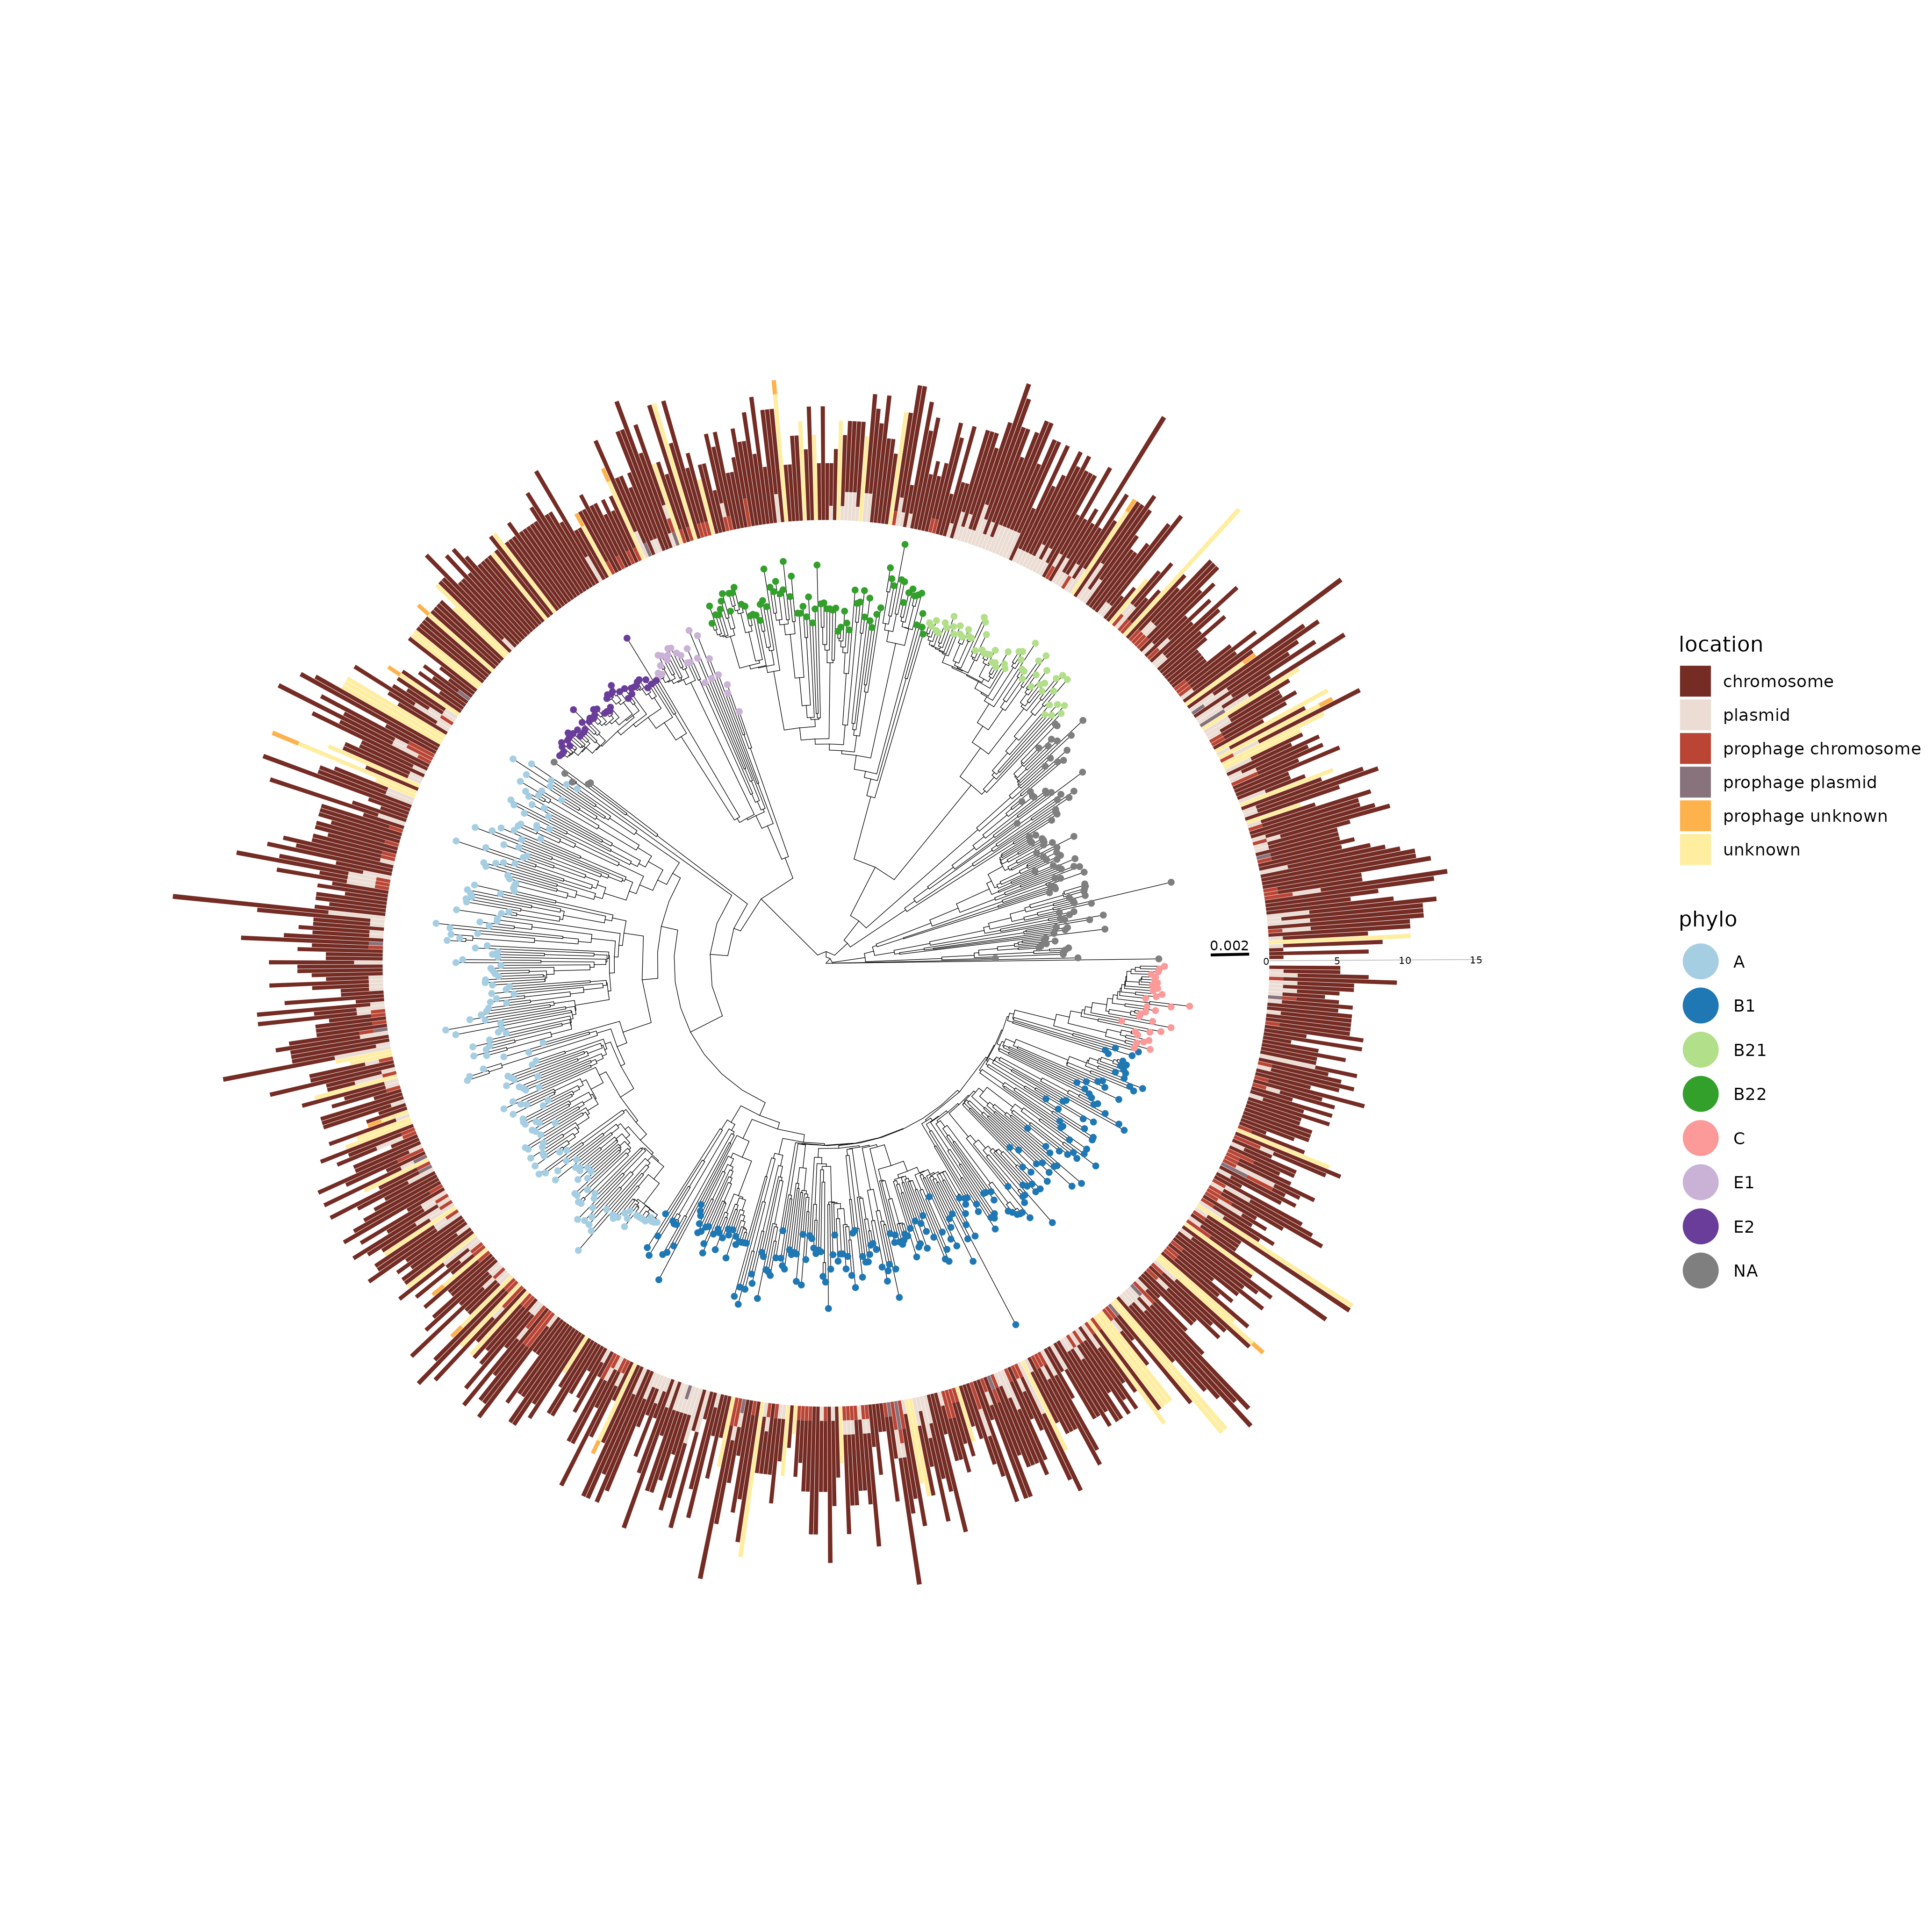 location
chromosome
plasmid
prophage chromosome
prophage plasmid
prophage unknown
unknown
phylo
A
B1
B21
B22
C
E1
E2
NA
0.002
0 5 10 15